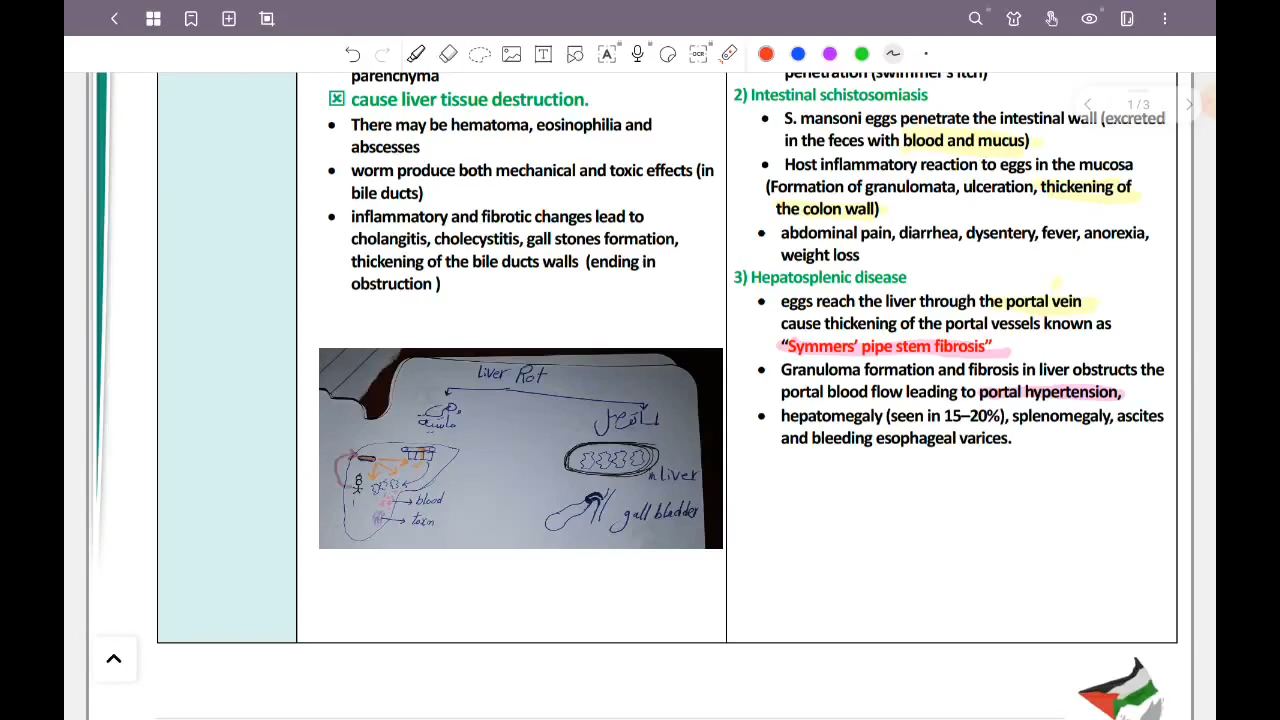 1/3
parenchyma
cause liver tissue destruction.
• There may be hematoma, eosinophilia and
abscesses
• worm produce both mechanical and toxic effects (in
bile ducts)
• inflammatory and fibrotic changes lead to
cholangitis, cholecystitis, gall stones formation,
thickening of the bile ducts walls (ending in
obstruction )
Liver Rot
in Liver
blood
toxin
gall bladder
penetration (swimmer's itch)
2) Intestinal schistosomiasis
• S. mansoni eggs penetrate the intestinal wall (excreted
in the feces with blood and mucus)
• Host inflammatory reaction to eggs in the mucosa
(Formation of granulomata, ulceration, thickening of
the colon wall)
• abdominal pain, diarrhea, dysentery, fever, anorexia,
weight loss
3) Hepatosplenic disease
• eggs reach the liver through the portal vein
cause thickening of the portal vessels known as
“Symmers’ pipe stem fibrosis”
• Granuloma formation and fibrosis in liver obstructs the
portal blood flow leading to portal hypertension,
• hepatomegaly (seen in 15–20%), splenomegaly, ascites
and bleeding esophageal varices.